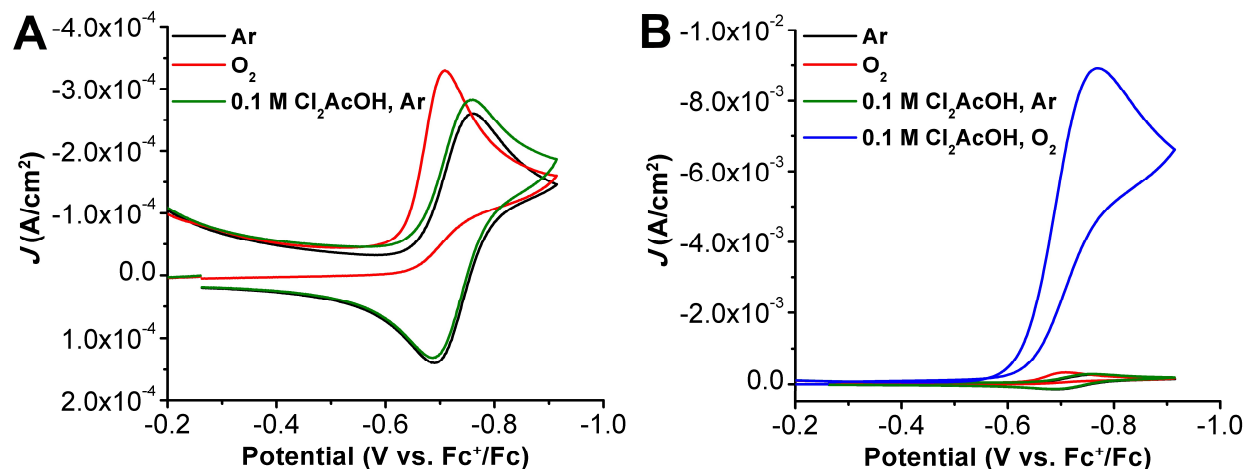 A
-4.0x10⁻⁴
-3.0x10⁻⁴
-2.0x10⁻⁴
-1.0x10⁻⁴
0.0
1.0x10⁻⁴
2.0x10⁻⁴
J (A/cm²)
Ar
O₂
0.1 M Cl₂AcOH, Ar
-0.2 -0.4 -0.6 -0.8 -1.0
Potential (V vs. Fc⁺/Fc)
B
-1.0x10⁻²
-8.0x10⁻³
-6.0x10⁻³
-4.0x10⁻³
-2.0x10⁻³
0.0
J (A/cm²)
Ar
O₂
0.1 M Cl₂AcOH, Ar
0.1 M Cl₂AcOH, O₂
-0.2 -0.4 -0.6 -0.8 -1.0
Potential (V vs. Fc⁺/Fc)